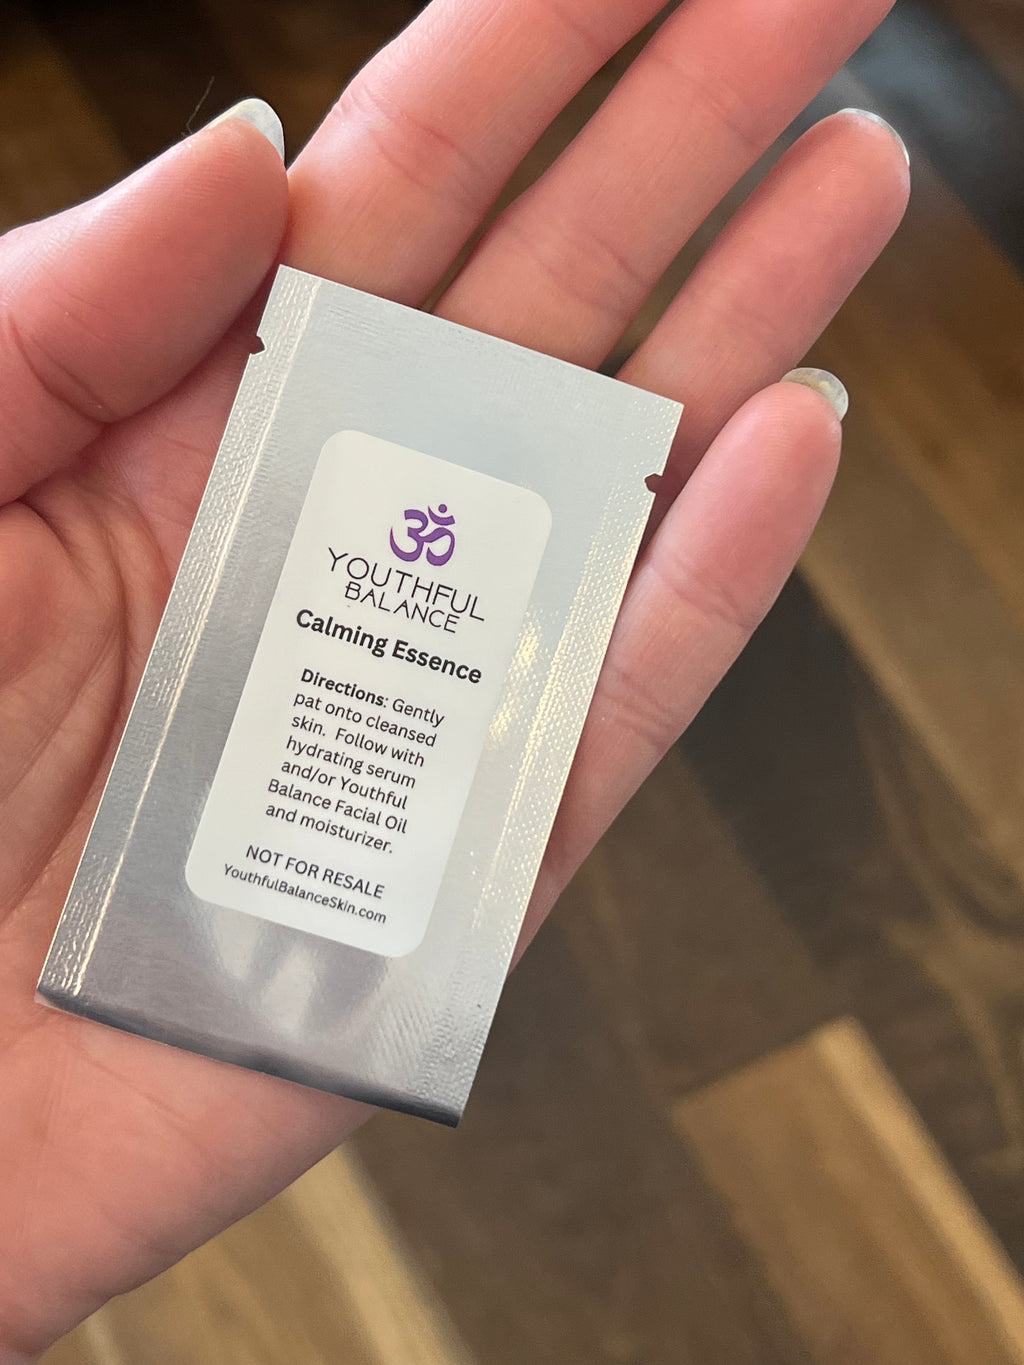 ॐ
YOUTHFUL
BALANCE
Calming Essence
Directions: Gently
pat onto cleansed
skin. Follow with
hydrating serum
and/or Youthful
Balance Facial Oil
and moisturizer.
NOT FOR RESALE
YouthfulBalanceSkin.com